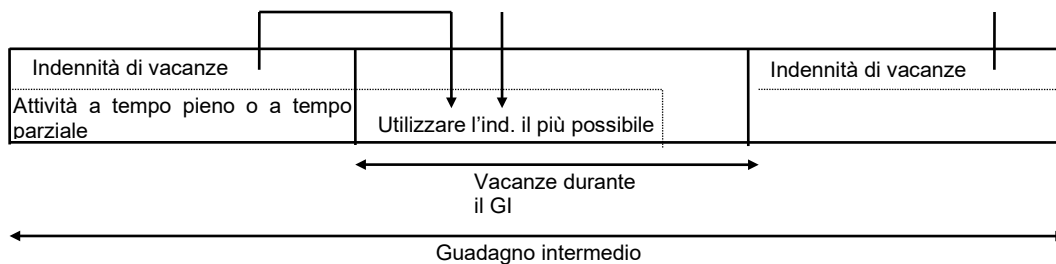 Indennità di vacanze
Indennità di vacanze
Attività a tempo pieno o a tempo
parziale
Utilizzare l'ind. il più possibile
Vacanze durante
il GI
Guadagno intermedio